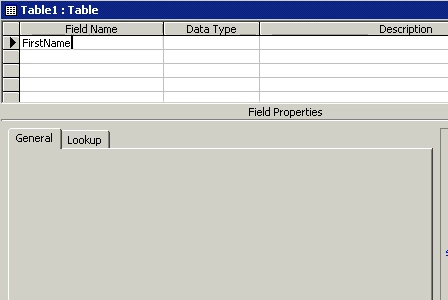 Table1 : Table
Field Name Data Type Description
FirstName
Field Properties
General Lookup